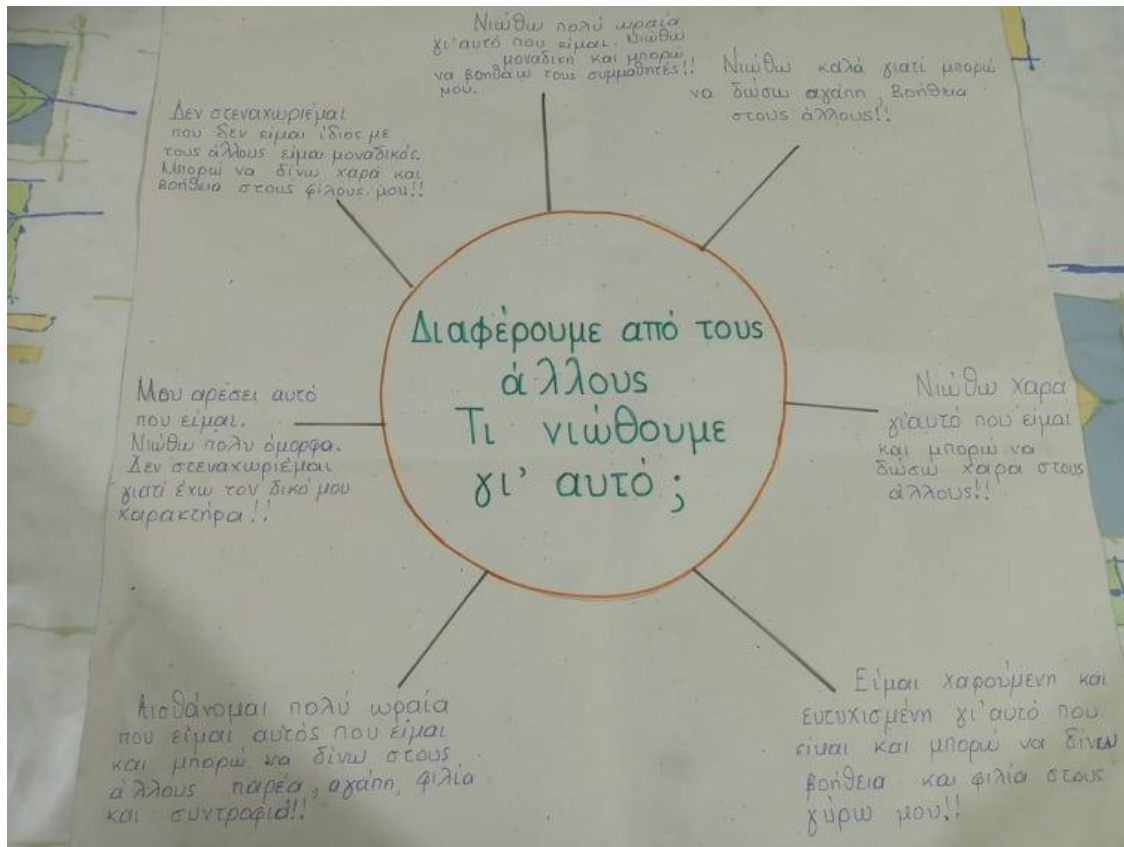 Διαφέρουμε από τους
άλλους
Τι νιώθουμε
γι' αυτό ;
Νιώθω πολύ ωραία
γι'αυτό που είμαι. Νιώθω
μοναδική και μπορώ
να βοηθάω τους συμμαθητές!!
μου.
Νιώθω καλά γιατί μπορώ
να δώσω αγάπη, βοήθεια
στους άλλους!!
Νιώθω χαρά
γι'αυτό που είμαι
και μπορώ να
δώσω χαρά στους
άλλους!!
Είμαι χαρούμενη και
ευτυχισμένη γι'αυτό που
είμαι και μπορώ να δίνω
βοήθεια και φιλία στους
γύρω μου!!
Αισθάνομαι πολύ ωραία
που είμαι αυτός που είμαι
και μπορώ να δίνω στους
άλλους παρέα, αγάπη, φιλία
και συντροφιά!!
Μου αρέσει αυτό
που είμαι.
Νιώθω πολύ όμορφα.
Δεν στεναχωριέμαι
γιατί έχω τον δικό μου
χαρακτήρα!!
Δεν στεναχωριέμαι
που δεν είμαι ίδιος με
τους άλλους είμαι μοναδικός.
Μπορώ να δίνω χαρά και
βοήθεια στους φίλους μου!!